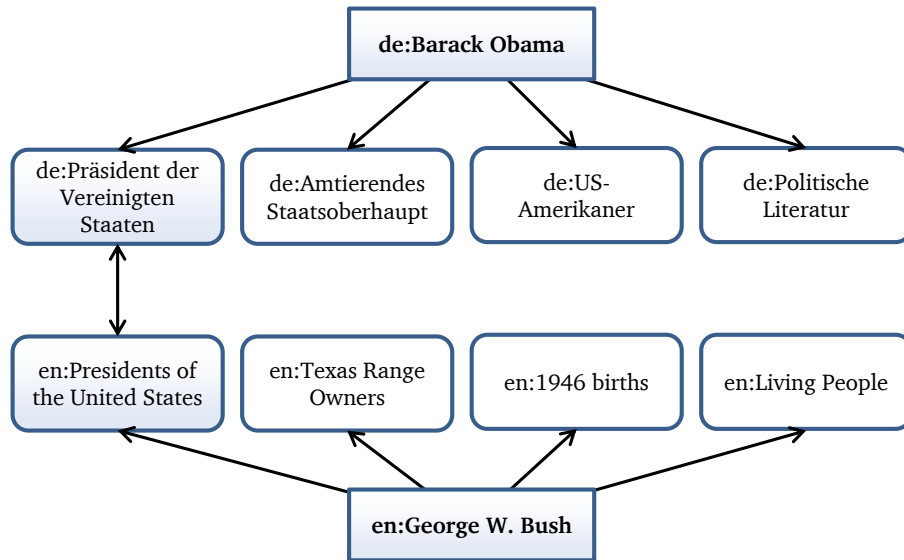 de:Barack Obama
de:Präsident der
Vereinigten
Staaten
de:Amtierendes
Staatsoberhaupt
de:US-
Amerikaner
de:Politische
Literatur
en:Presidents of
the United States
en:Texas Range
Owners
en:1946 births
en:Living People
en:George W. Bush